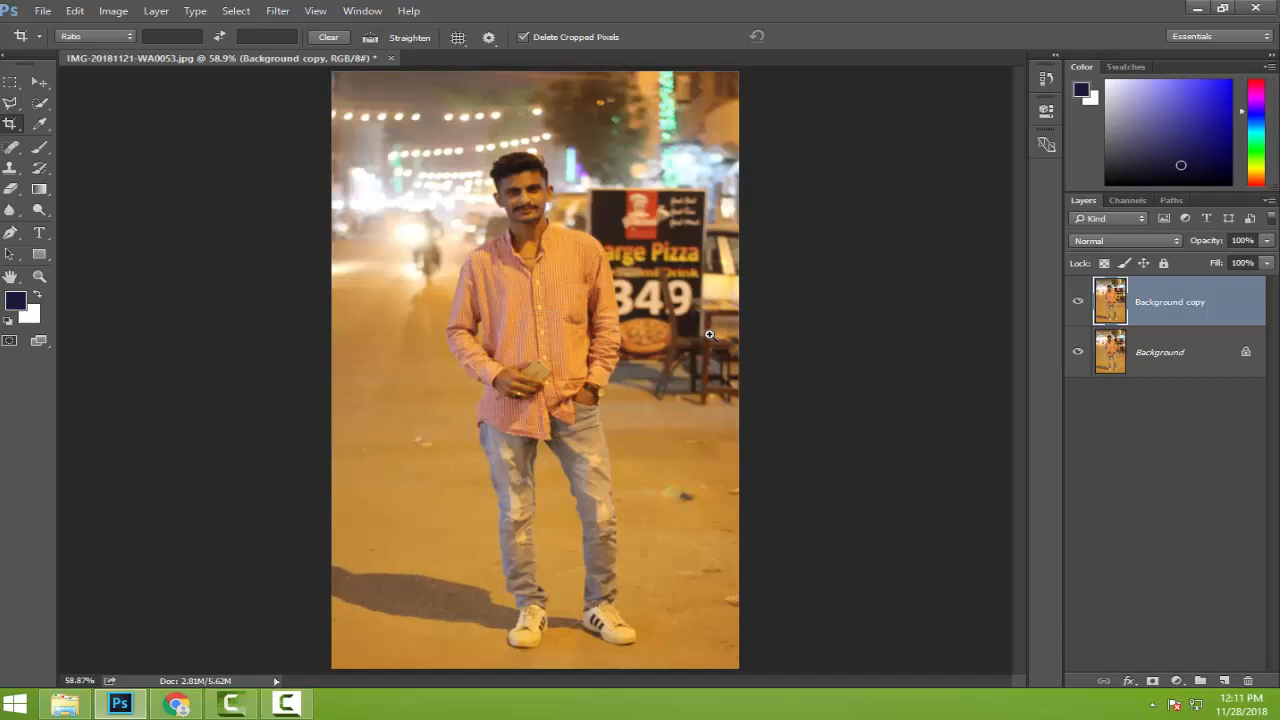 Ps File Edit Image Layer Type Select Filter View Window Help
Ratio Clear Straighten Delete Cropped Pixels Essentials
IMG-20181121-WA0053.jpg @ 58.9% (Background copy, RGB/8#) * ×
Color Swatches
Layers Channels Paths
Kind
Normal Opacity: 100%
Lock: Fill: 100%
Background copy
Background
arge Pizza
349
58.87% Doc: 2.81M/5.62M
Ps
12:11 PM
11/28/2018